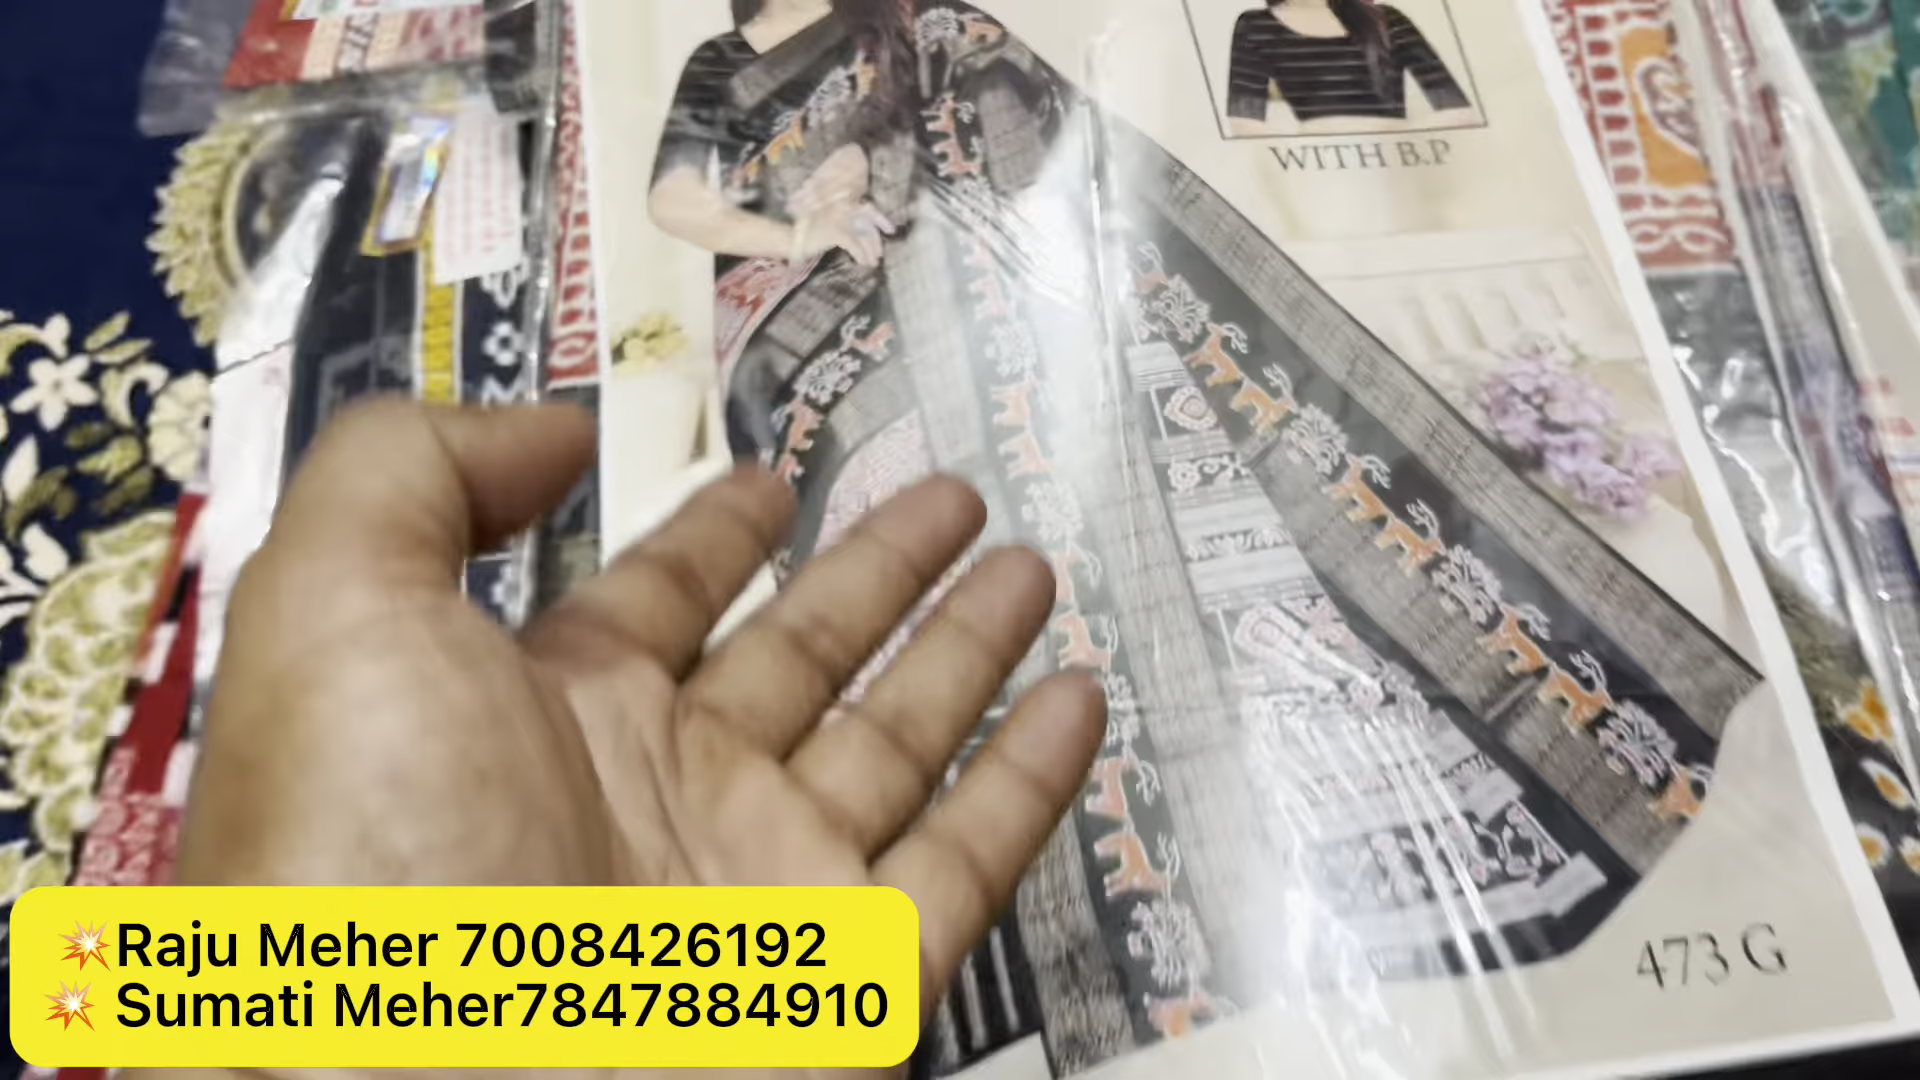 WITH B.P
473 G
💥Raju Meher 7008426192
💥 Sumati Meher7847884910